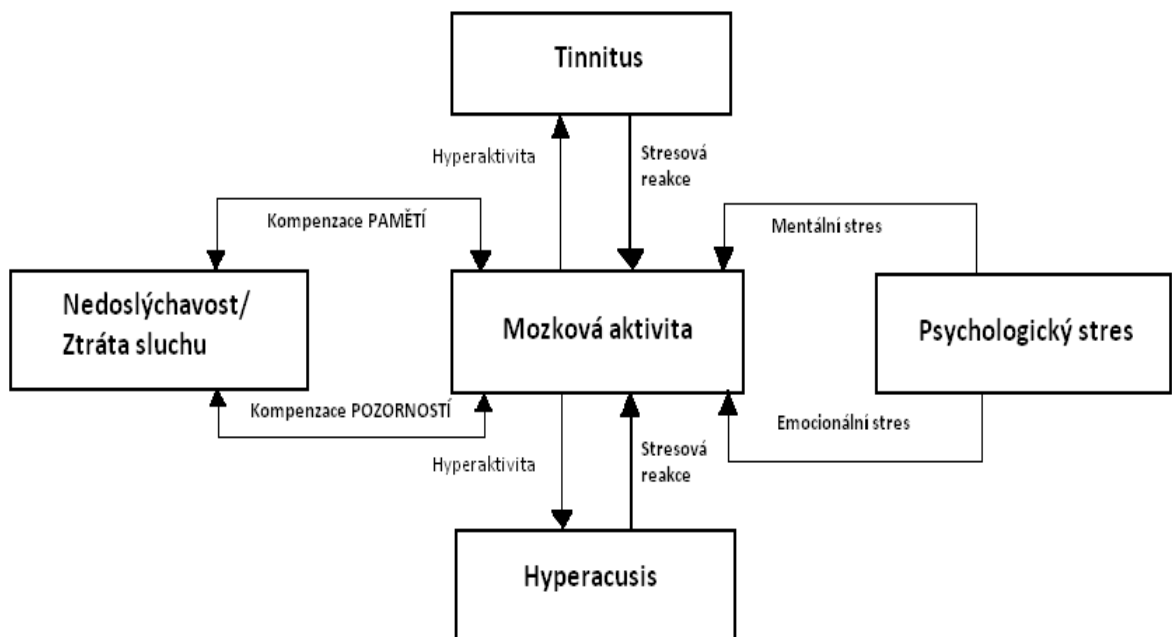 Tinnitus
Hyperaktivita
Stresová
reakce
Kompenzace PAMĚTÍ
Mentální stres
Nedoslýchavost/
Ztráta sluchu
Mozková aktivita
Psychologický stres
Kompenzace POZORNOSTÍ
Emocionální stres
Hyperaktivita
Stresová
reakce
Hyperacusis